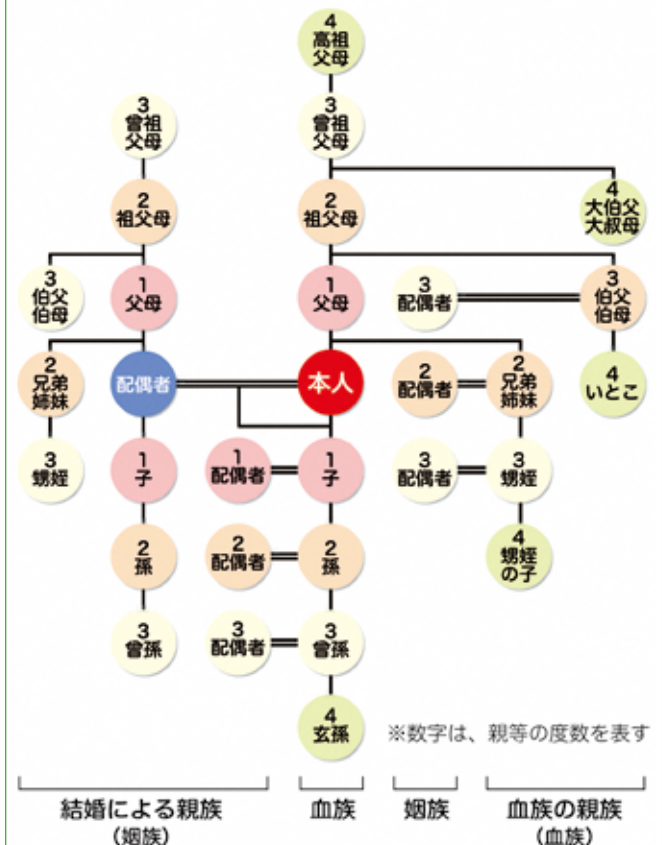 4
高祖
父母
3
曾祖
父母
3
曾祖
父母
2
祖父母
2
祖父母
4
大伯父
大叔母
3
伯父
伯母
1
父母
1
父母
3
配偶者
3
伯父
伯母
2
兄弟
姉妹
配偶者
本人
2
配偶者
2
兄弟
姉妹
4
いとこ
3
甥姪
1
子
1
配偶者
1
子
3
配偶者
3
甥姪
2
孫
2
配偶者
2
孫
4
甥姪
の子
3
曾孫
3
配偶者
3
曾孫
4
玄孫
※数字は、親等の度数を表す
結婚による親族
(姻族)
血族
姻族
血族の親族
(血族)